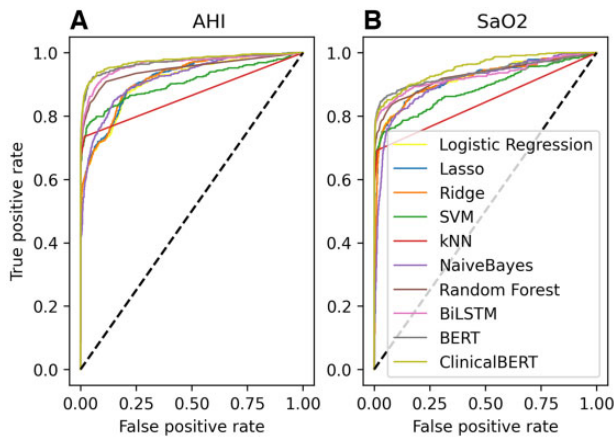 A AHI
B SaO2
True positive rate
1.0
0.8
0.6
0.4
0.2
0.0
0.00 0.25 0.50 0.75 1.00
False positive rate
1.0
0.8
0.6
0.4
0.2
0.0
Logistic Regression
Lasso
Ridge
SVM
kNN
NaiveBayes
Random Forest
BiLSTM
BERT
ClinicalBERT
0.00 0.25 0.50 0.75 1.00
False positive rate